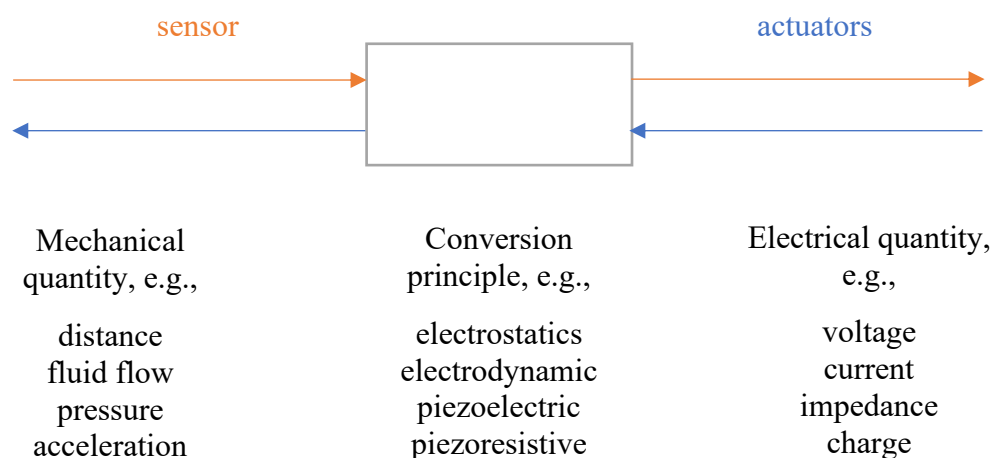 sensor
actuators
Mechanical
quantity, e.g.,
distance
fluid flow
pressure
acceleration
Conversion
principle, e.g.,
electrostatics
electrodynamic
piezoelectric
piezoresistive
Electrical quantity,
e.g.,
voltage
current
impedance
charge